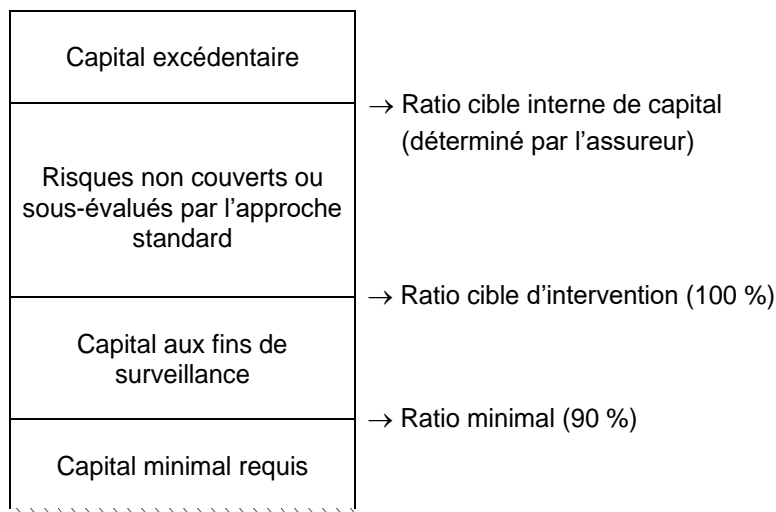 Capital excédentaire
→ Ratio cible interne de capital
(déterminé par l'assureur)
Risques non couverts ou
sous-évalués par l'approche
standard
→ Ratio cible d'intervention (100 %)
Capital aux fins de
surveillance
→ Ratio minimal (90 %)
Capital minimal requis